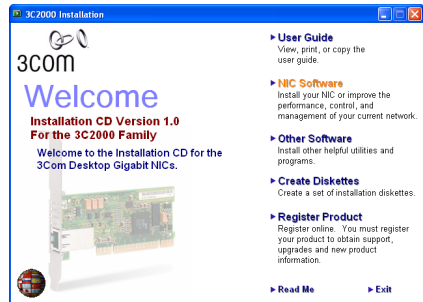 3C2000 Installation
3COM
Welcome
Installation CD Version 1.0
For the 3C2000 Family
Welcome to the Installation CD for the
3Com Desktop Gigabit NICs.
User Guide
View, print, or copy the
user guide.
NIC Software
Install your NIC or improve the
performance, control, and
management of your current network.
Other Software
Install other helpful utilities and
programs.
Create Diskettes
Create a set of installation diskettes.
Register Product
Register online. You must register
your product to obtain support,
upgrades and new product
information.
Read Me
Exit